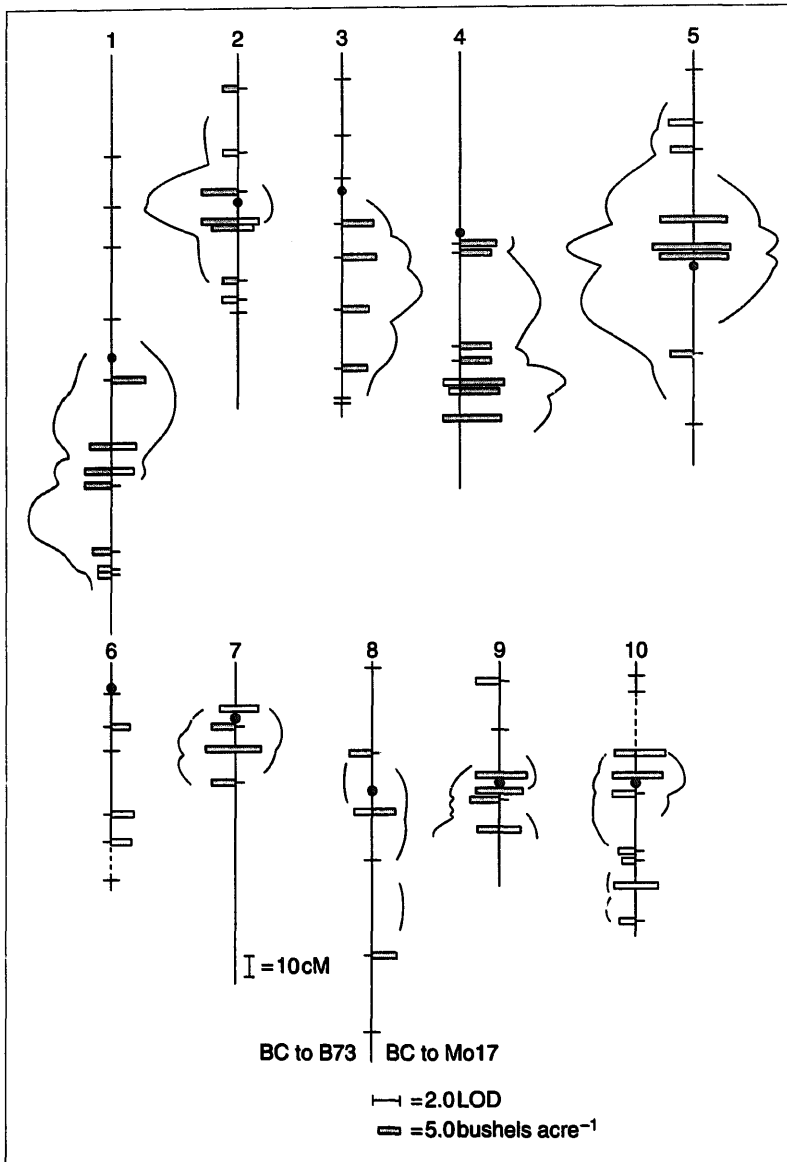 1 2 3 4 5
6 7 8 9 10
=10cM
BC to B73 BC to Mo17
=2.0LOD
=5.0bushels acre⁻¹